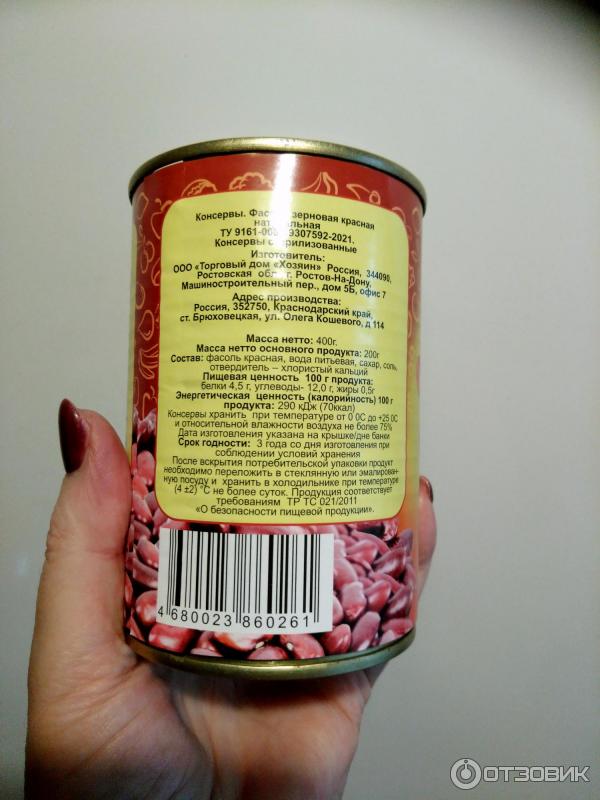 Консервы. зерновая красная
ТУ 9161-
Консервы
Изготовитель:
ООО «Торговый дом «Хозяин» Россия, 344090,
Ростовская г. Ростов-На-Дону,
Машиностроительный пер., дом 5Б, офис 7
Адрес производства:
Россия, 352750, Краснодарский край,
ст. Брюховецкая, ул. Олега Кошевого, д 114
Масса нетто: 400г.
Масса нетто основного продукта: 200г
Состав: фасоль красная, вода питьевая, сахар, соль,
отвердитель – хлористый кальций
Пищевая ценность 100 г продукта:
белки 4,5 г, углеводы- 12,0 г, жиры 0,5г
Энергетическая ценность (калорийность) 100 г
продукта: 290 кДж (70ккал)
Консервы хранить при температуре от 0 0С до +25 0С
и относительной влажности воздуха не более 75%
Дата изготовления указана на крышке/дне банки
Срок годности: 3 года со дня изготовления при
соблюдении условий хранения
После вскрытия потребительской упаковки продукт
необходимо переложить в стеклянную или эмалирован-
ную посуду и хранить в холодильнике при температуре
(4 ±2) °С не более суток. Продукция соответствует
требованиям ТР ТС 021/2011
«О безопасности пищевой продукции».
4 680023 860261
ОТЗОВИК